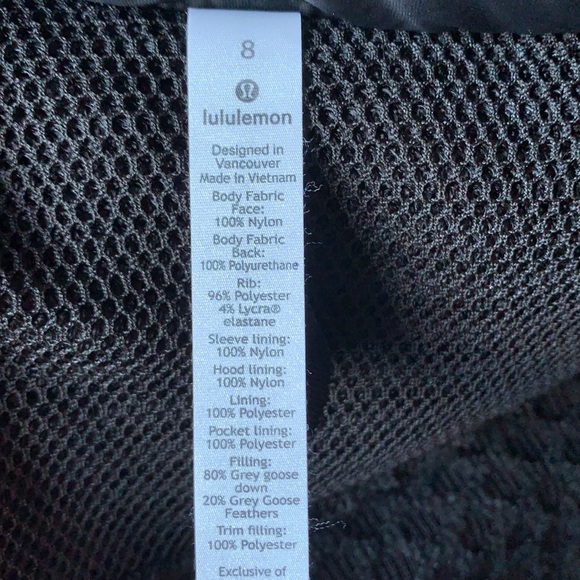 8
lululemon
Designed in
Vancouver
Made in Vietnam
Body Fabric
Face:
100% Nylon
Body Fabric
Back:
100% Polyurethane
Rib:
96% Polyester
4% Lycra®
elastane
Sleeve lining:
100% Nylon
Hood lining:
100% Nylon
Lining:
100% Polyester
Pocket lining:
100% Polyester
Filling:
80% Grey goose
down
20% Grey Goose
Feathers
Trim filling:
100% Polyester
Exclusive of